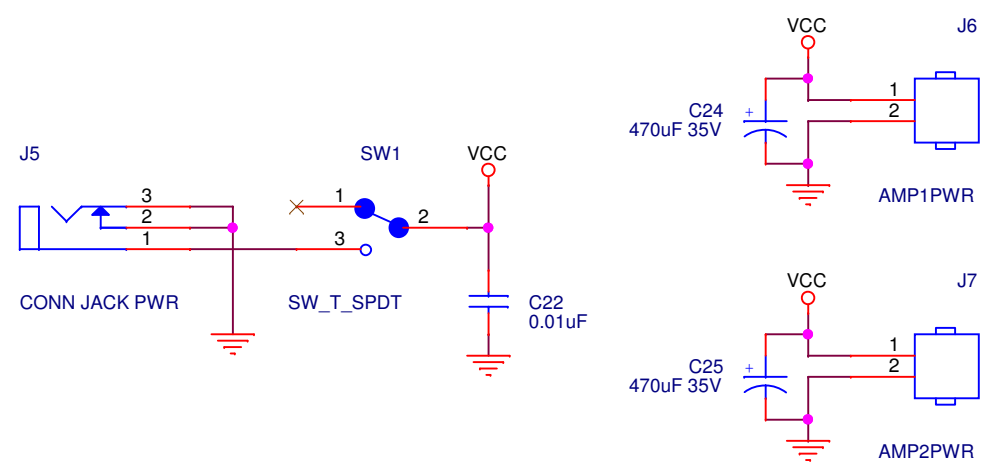 J5
3
2
1
CONN JACK PWR
SW1
1
2
3
SW_T_SPDT
VCC
C22
0.01uF
VCC
J6
C24
470uF 35V
+
1
2
AMP1PWR
VCC
J7
C25
470uF 35V
+
1
2
AMP2PWR